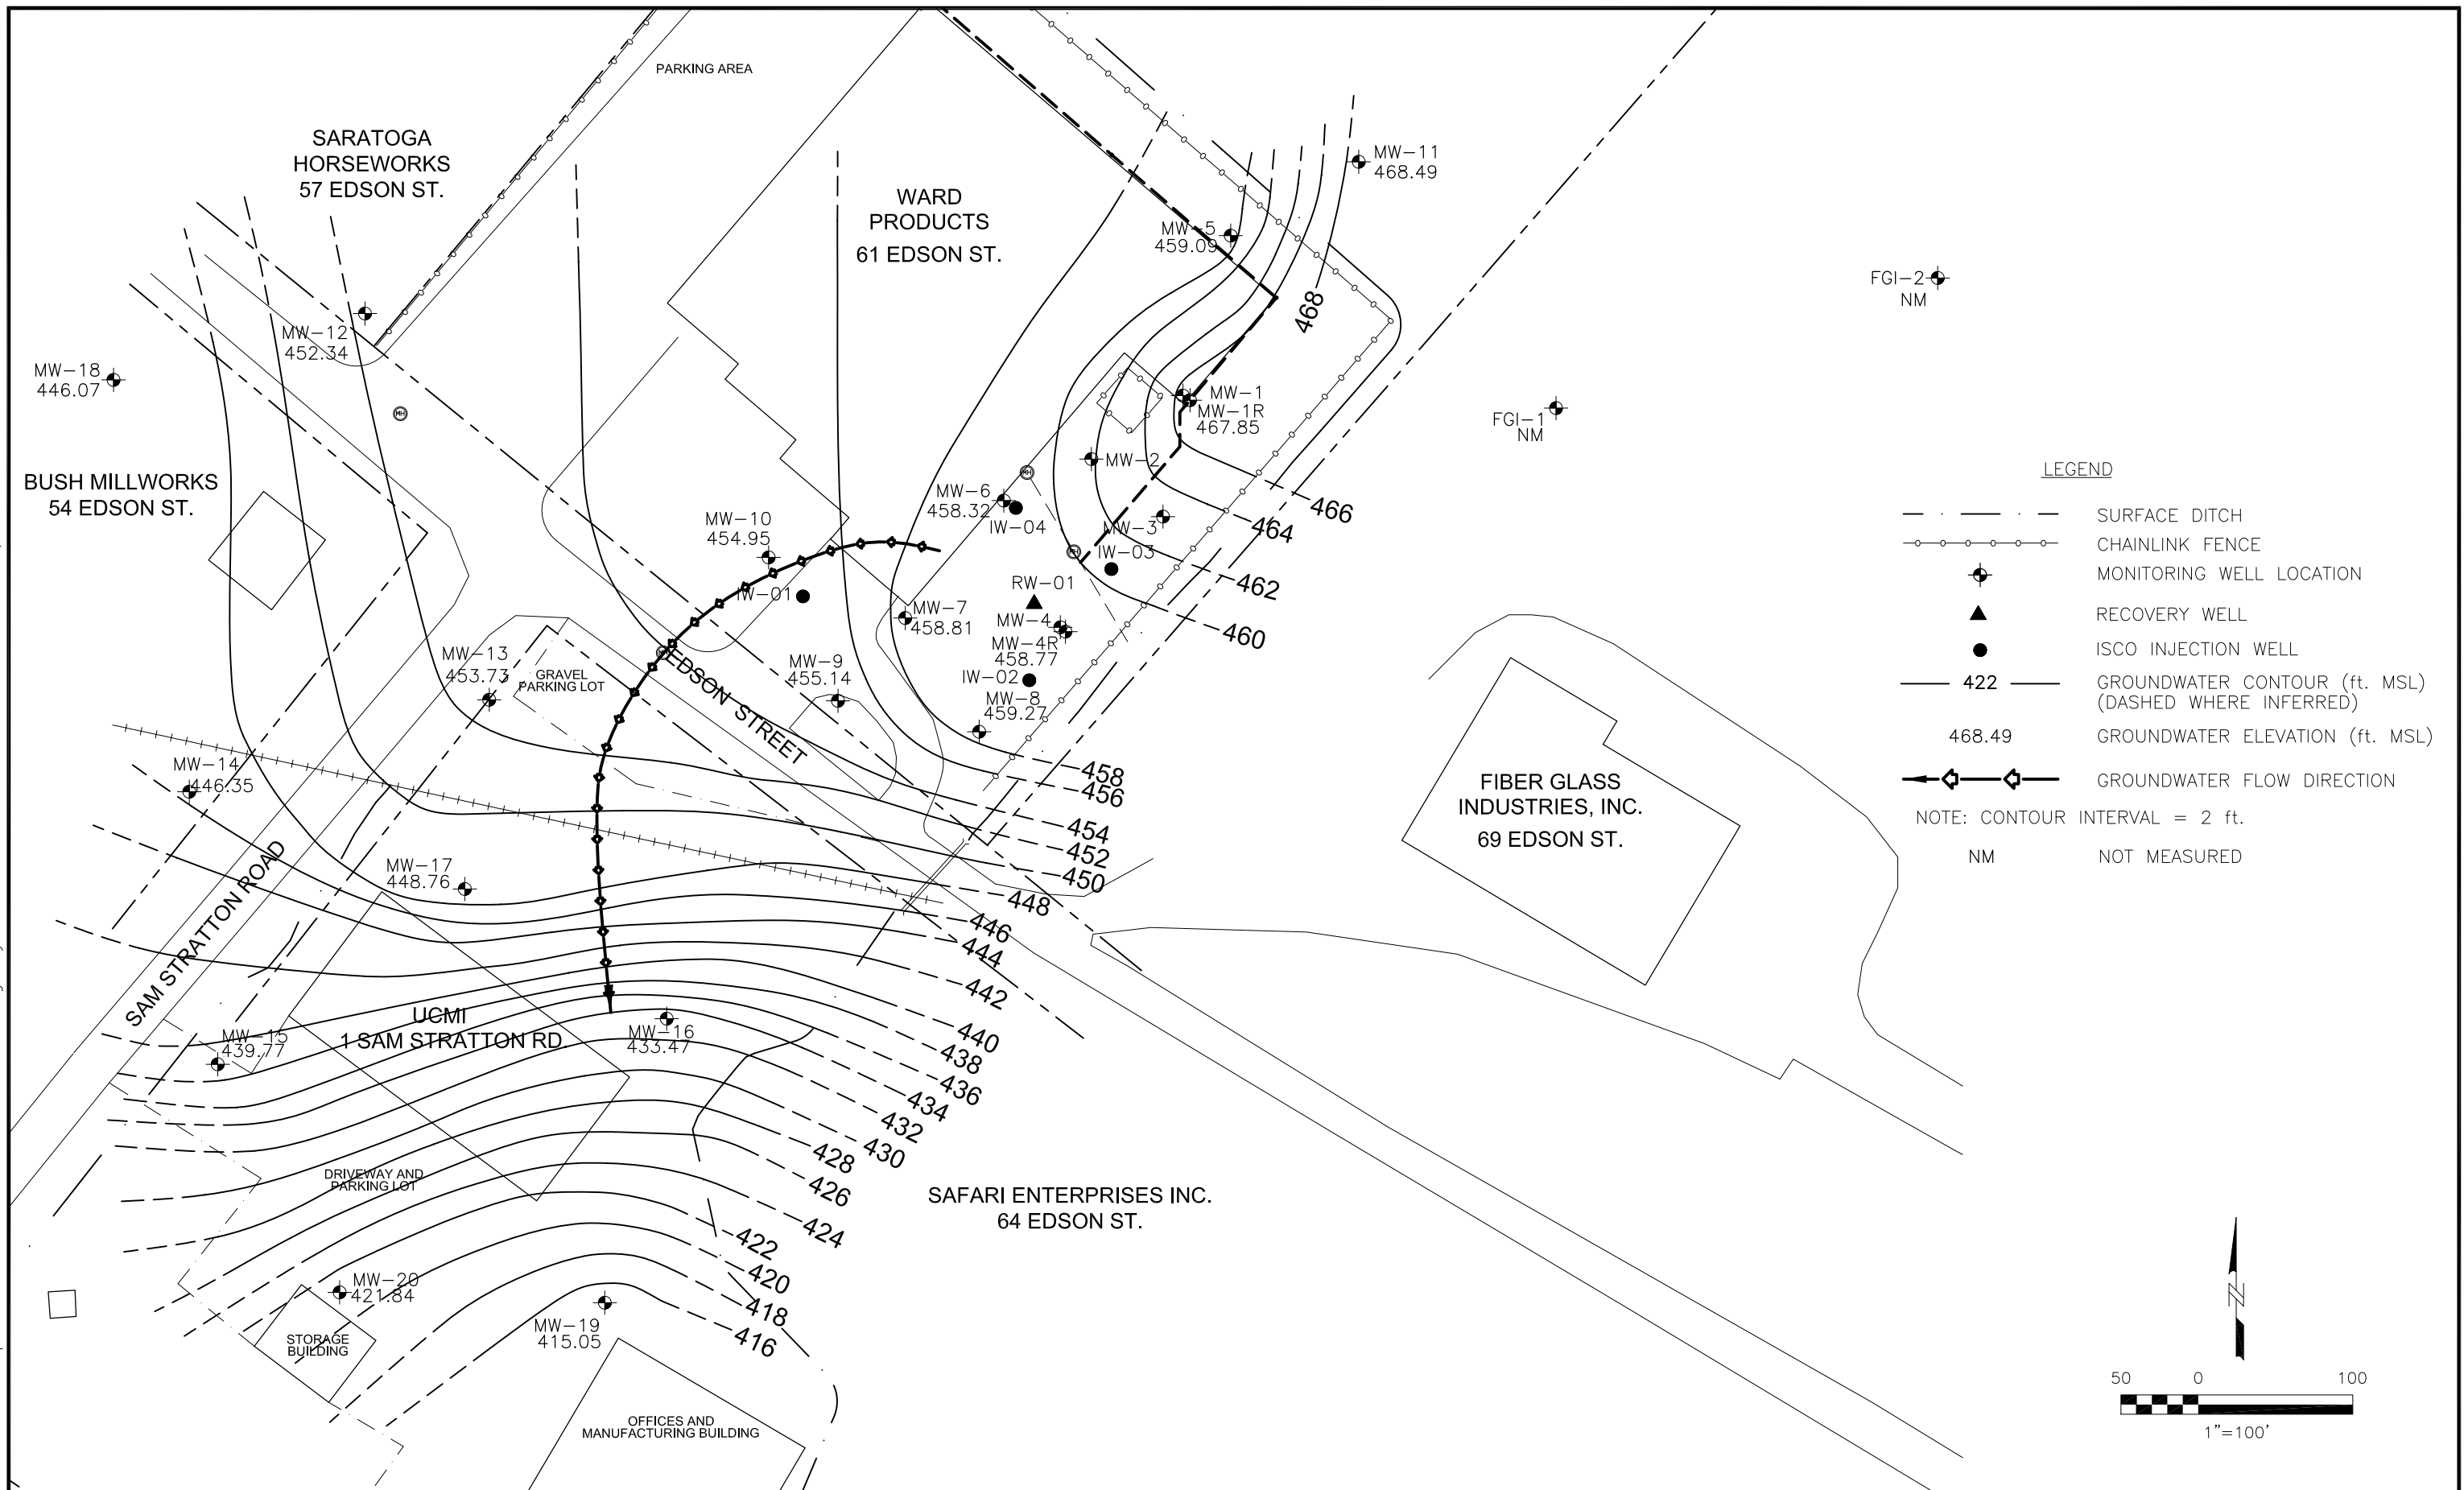 PARKING AREA
SARATOGA
HORSEWORKS
57 EDSON ST.
WARD
PRODUCTS
61 EDSON ST.
MW-11
468.49
MW-5
459.09
468
FGI-2
NM
MW-12
452.34
MW-18
446.07
MH
MW-1
MW-1R
467.85
FGI-1
NM
MW-2
BUSH MILLWORKS
54 EDSON ST.
MH
MW-6
458.32
IW-04
466
MW-10
454.95
MW-3
464
MH
IW-03
462
RW-01
IW-01
MW-7
458.81
MW-4
MW-4R
458.77
460
MH
EDSON STREET
MW-13
453.73
GRAVEL
PARKING LOT
MW-9
455.14
IW-02
MW-8
459.27
MW-14
446.35
458
456
454
452
450
448
446
444
442
440
438
436
434
432
430
428
426
424
422
420
418
416
MW-17
448.76
SAM STRATTON ROAD
UCMI
1 SAM STRATTON RD.
MW-16
433.47
MW-15
439.77
DRIVEWAY AND
PARKING LOT
MW-20
421.84
STORAGE
BUILDING
MW-19
415.05
OFFICES AND
MANUFACTURING BUILDING
FIBER GLASS
INDUSTRIES, INC.
69 EDSON ST.
SAFARI ENTERPRISES INC.
64 EDSON ST.
LEGEND
SURFACE DITCH
CHAINLINK FENCE
MONITORING WELL LOCATION
RECOVERY WELL
ISCO INJECTION WELL
422 GROUNDWATER CONTOUR (ft. MSL)
(DASHED WHERE INFERRED)
468.49 GROUNDWATER ELEVATION (ft. MSL)
GROUNDWATER FLOW DIRECTION
NOTE: CONTOUR INTERVAL = 2 ft.
NM NOT MEASURED
N
50 0 100
1"=100'